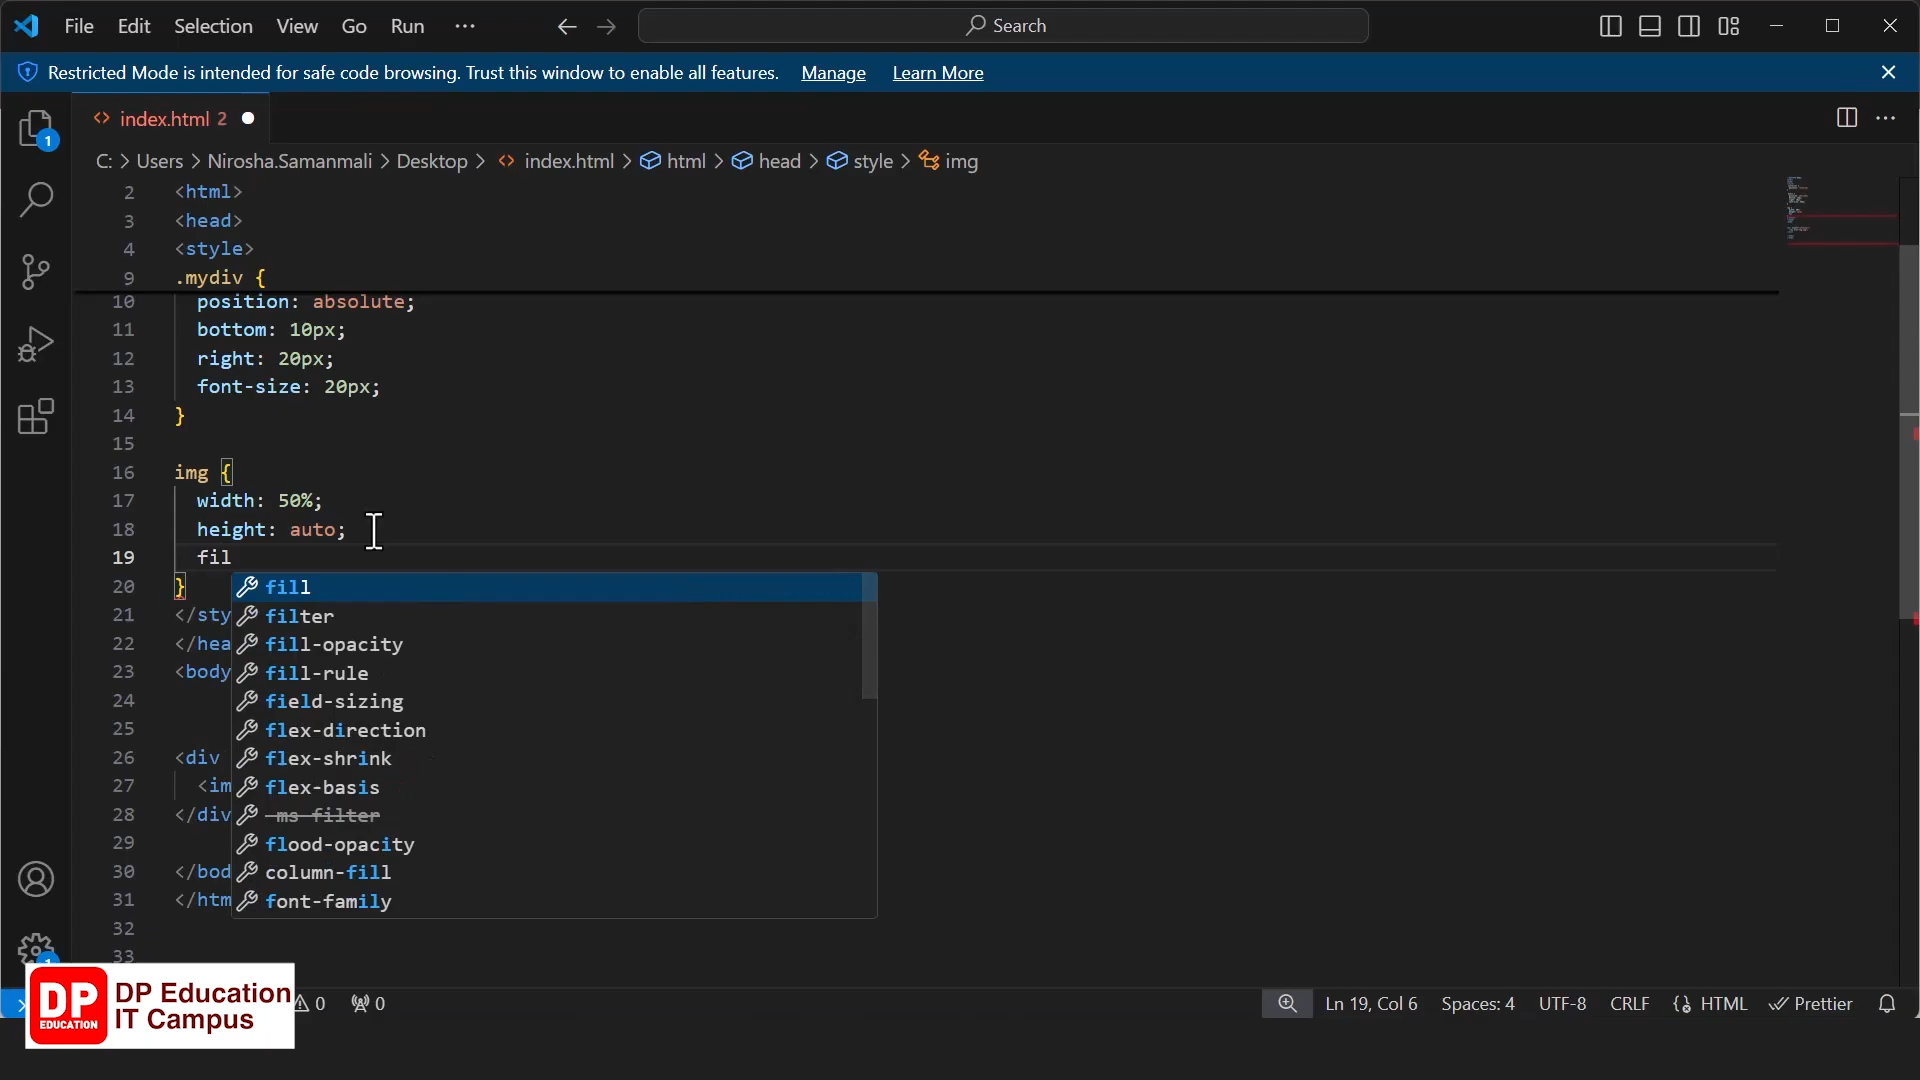 File Edit Selection View Go Run ··· Search
Restricted Mode is intended for safe code browsing. Trust this window to enable all features. Manage Learn More
index.html 2
C: > Users > Nirosha.Samanmali > Desktop > index.html > html > head > style > img
1
2 <html>
3 <head>
4 <style>
9 .mydiv {
10 position: absolute;
11 bottom: 10px;
12 right: 20px;
13 font-size: 20px;
14 }
15
16 img {
17 width: 50%;
18 height: auto;
19 fil
20 }
fill
21 </sty
filter
22 </hea
fill-opacity
23 <body
fill-rule
24
field-sizing
25
flex-direction
26 <div
flex-shrink
27 <im
flex-basis
28 </div
-ms-filter
29
flood-opacity
30 </bod
column-fill
31 </htm
font-family
32
33
1
DP EDUCATION
DP Education
IT Campus
0 0 Ln 19, Col 6 Spaces: 4 UTF-8 CRLF HTML Prettier